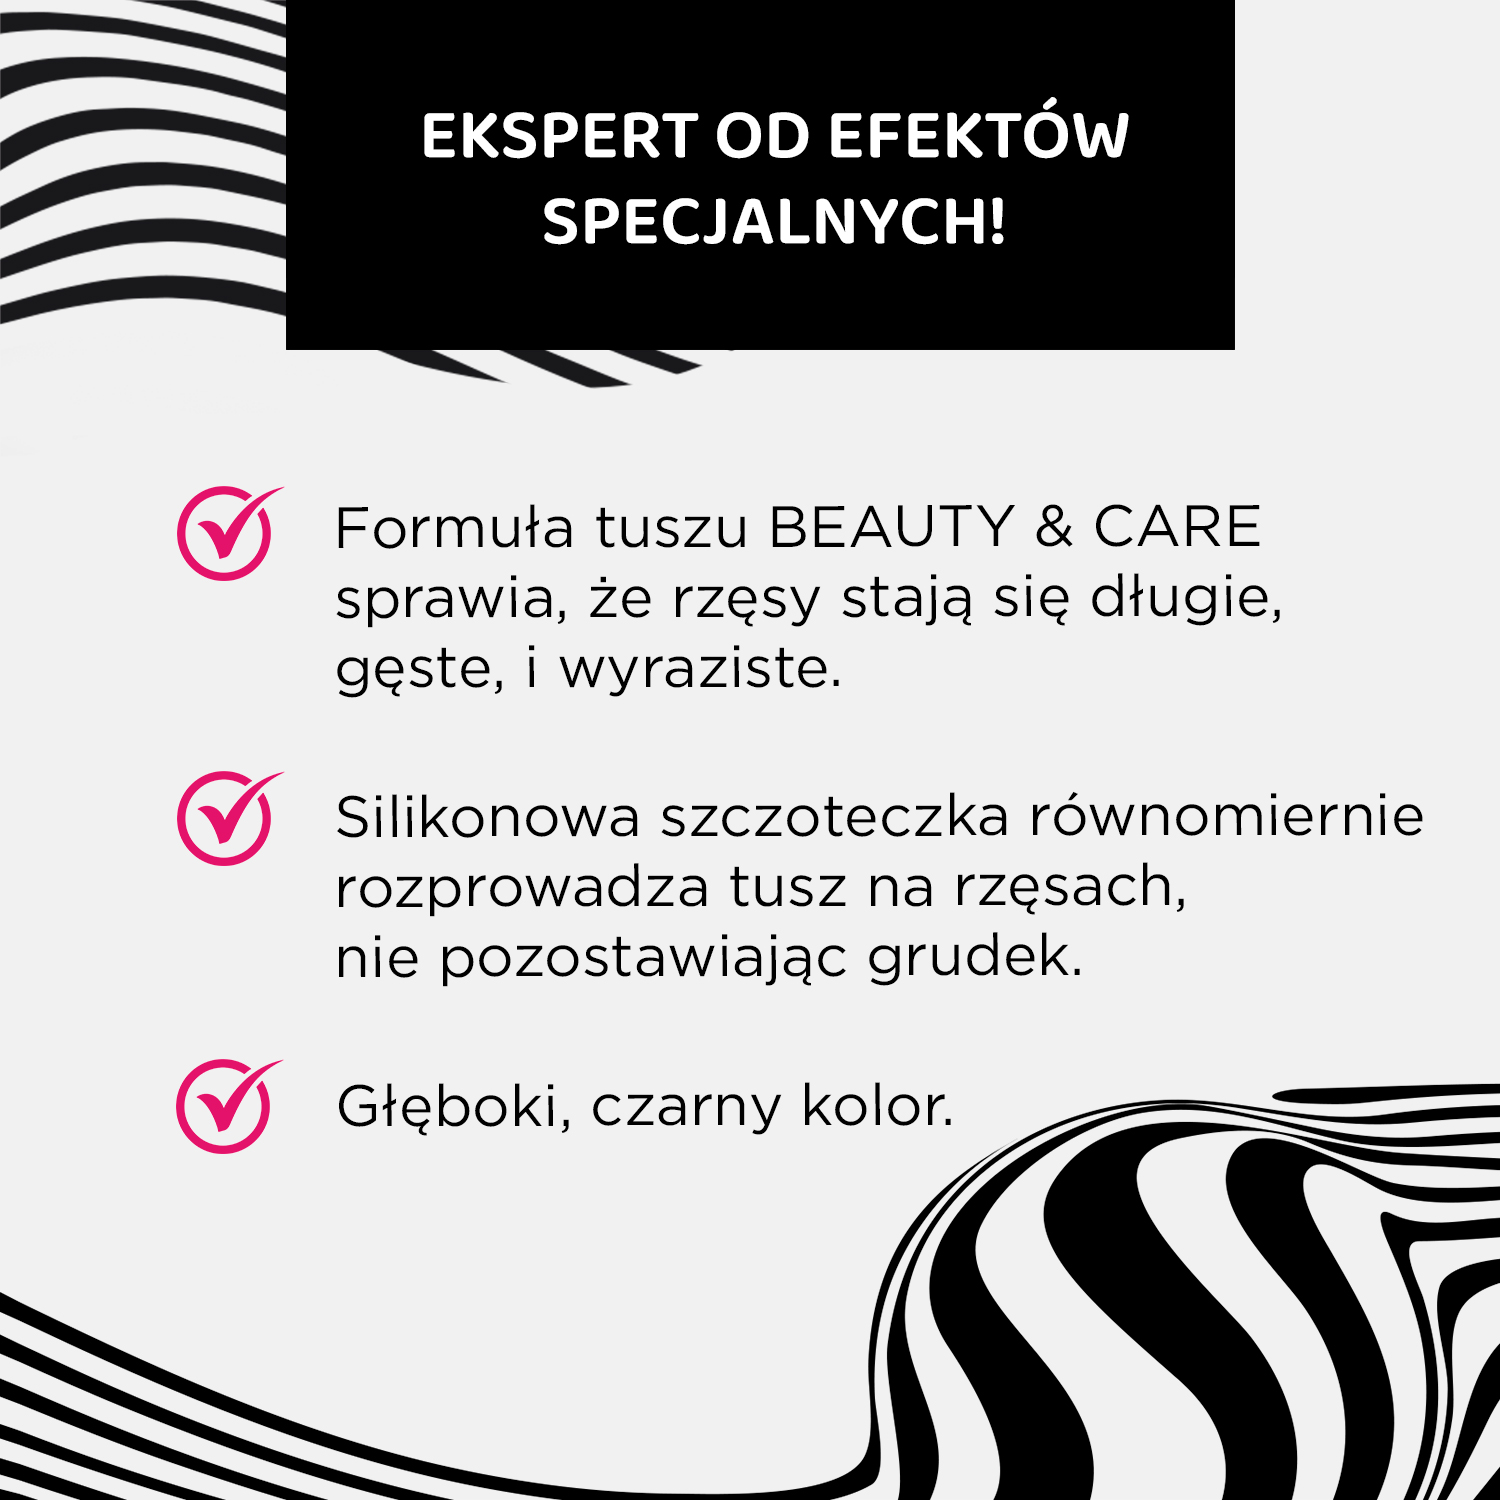 EKSPERT OD EFEKTÓW
SPECJALNYCH!
Formuła tuszu BEAUTY & CARE
sprawia, że rzęsy stają się długie,
gęste, i wyraziste.
Silikonowa szczoteczka równomiernie
rozprowadza tusz na rzęsach,
nie pozostawiając grudek.
Głęboki, czarny kolor.